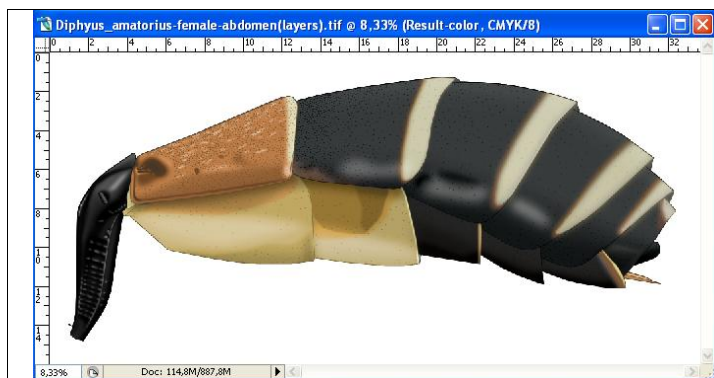 Diphyus_amatorius-female-abdomen(layers).tif @ 8,33% (Result-color, CMYK/8)
0 2 4 6 8 10 12 14 16 18 20 22 24 26 28 30 32
0
2
4
6
8
10
12
14
8,33% Doc: 114,8M/887,8M